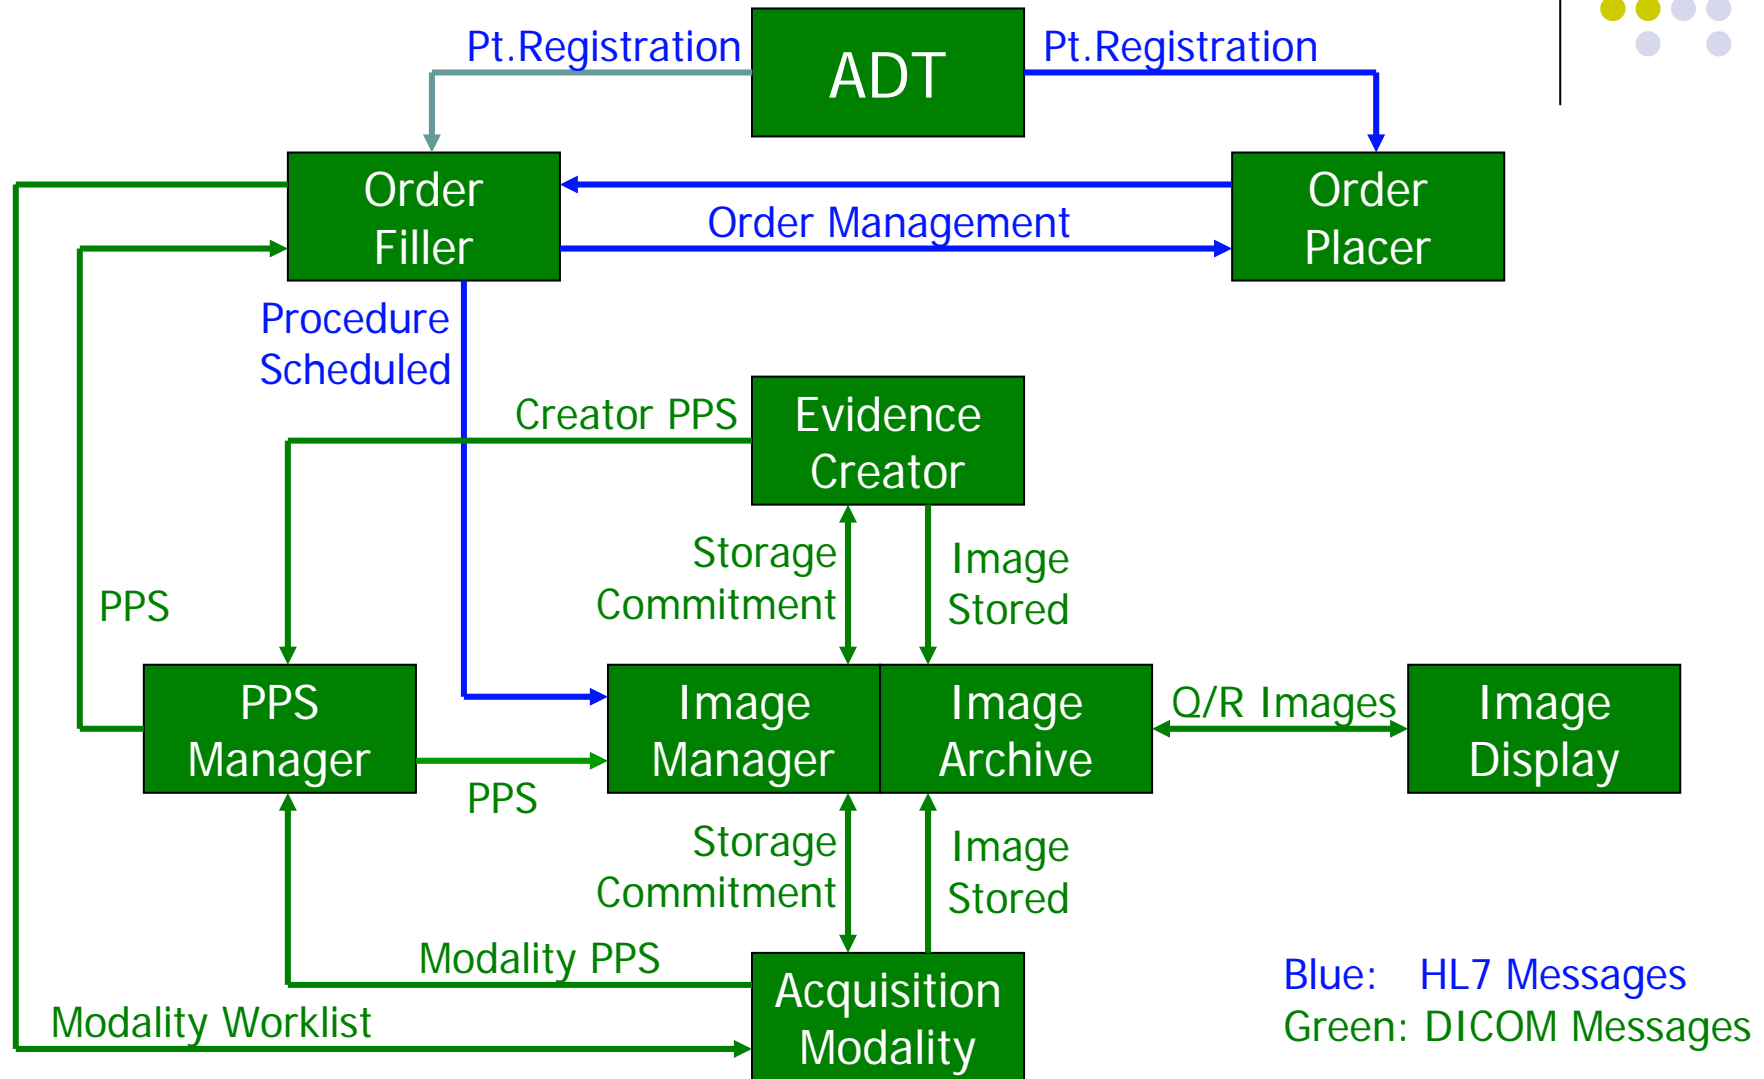 Pt.Registration
ADT
Pt.Registration
Order
Filler
Order Management
Order
Placer
Procedure
Scheduled
Creator PPS
Evidence
Creator
Storage
Commitment
Image
Stored
PPS
PPS
Manager
PPS
Image
Manager
Image
Archive
Q/R Images
Image
Display
Storage
Commitment
Image
Stored
Modality PPS
Modality Worklist
Acquisition
Modality
Blue: HL7 Messages
Green: DICOM Messages